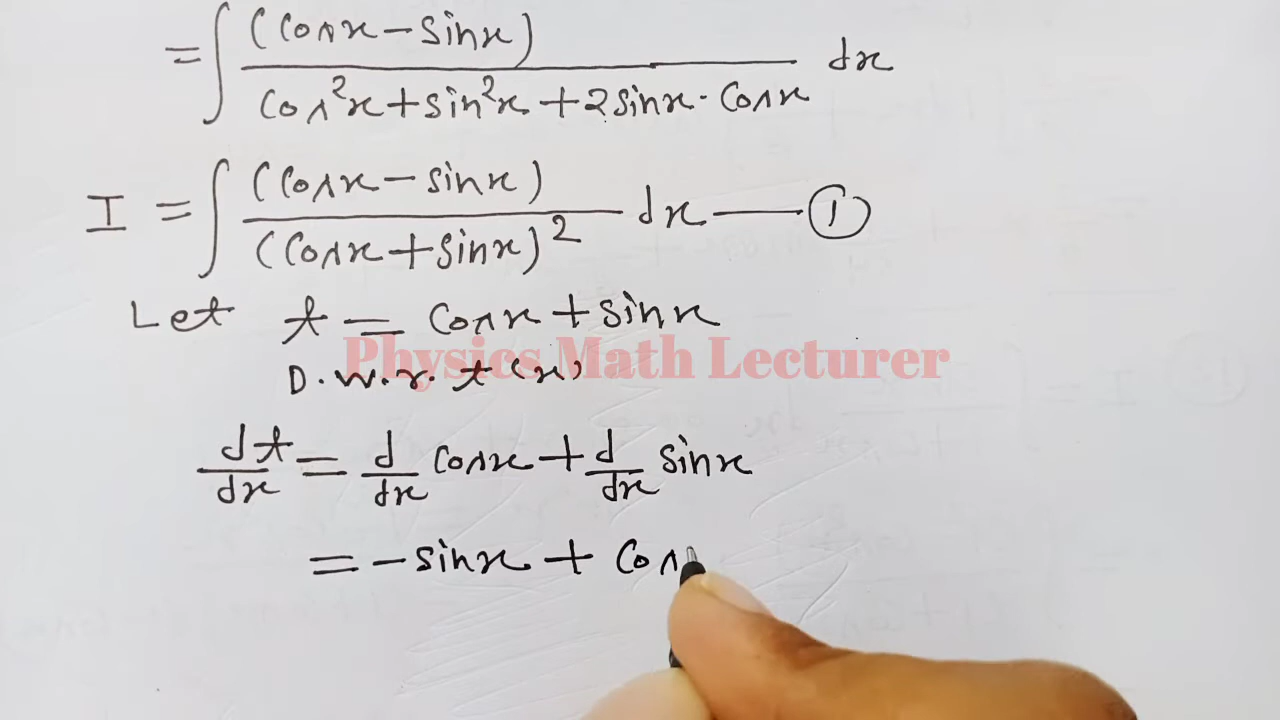 = ∫ (cosx - sinx) / (cos²x + sin²x + 2sinx · cosx) dx
I = ∫ (cosx - sinx) / (cosx + sinx)² dx — ①
Let t = cosx + sinx
Physics Math Lecturer
D. w. r. t (x)
dt/dx = d/dx cosx + d/dx sinx
= - sinx + cos